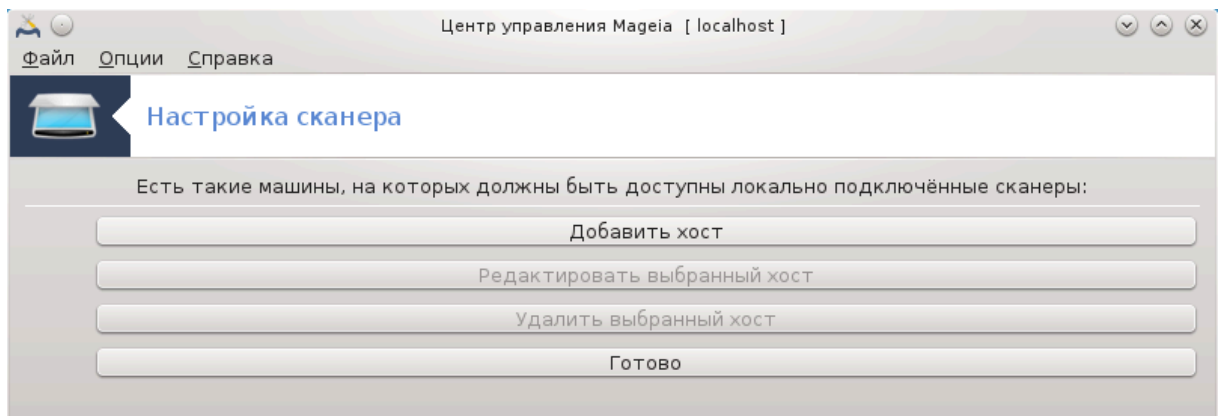 Центр управления Mageia [ localhost ]
Файл Опции Справка
Настройка сканера
Есть такие машины, на которых должны быть доступны локально подключённые сканеры:
Добавить хост
Редактировать выбранный хост
Удалить выбранный хост
Готово